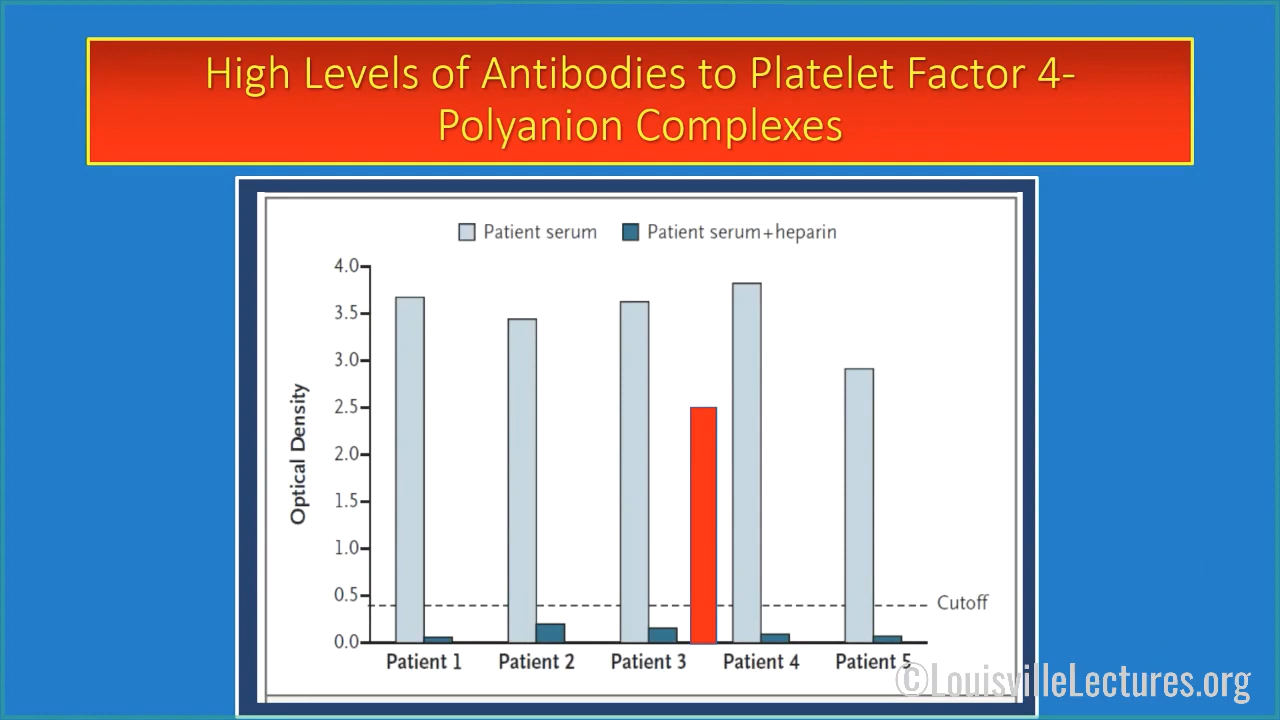 High Levels of Antibodies to Platelet Factor 4-
Polyanion Complexes
Patient serum Patient serum+heparin
4.0
3.5
3.0
2.5
2.0
1.5
1.0
0.5
0.0
Optical Density
Cutoff
Patient 1 Patient 2 Patient 3 Patient 4 Patient 5
©LouisvilleLectures.org